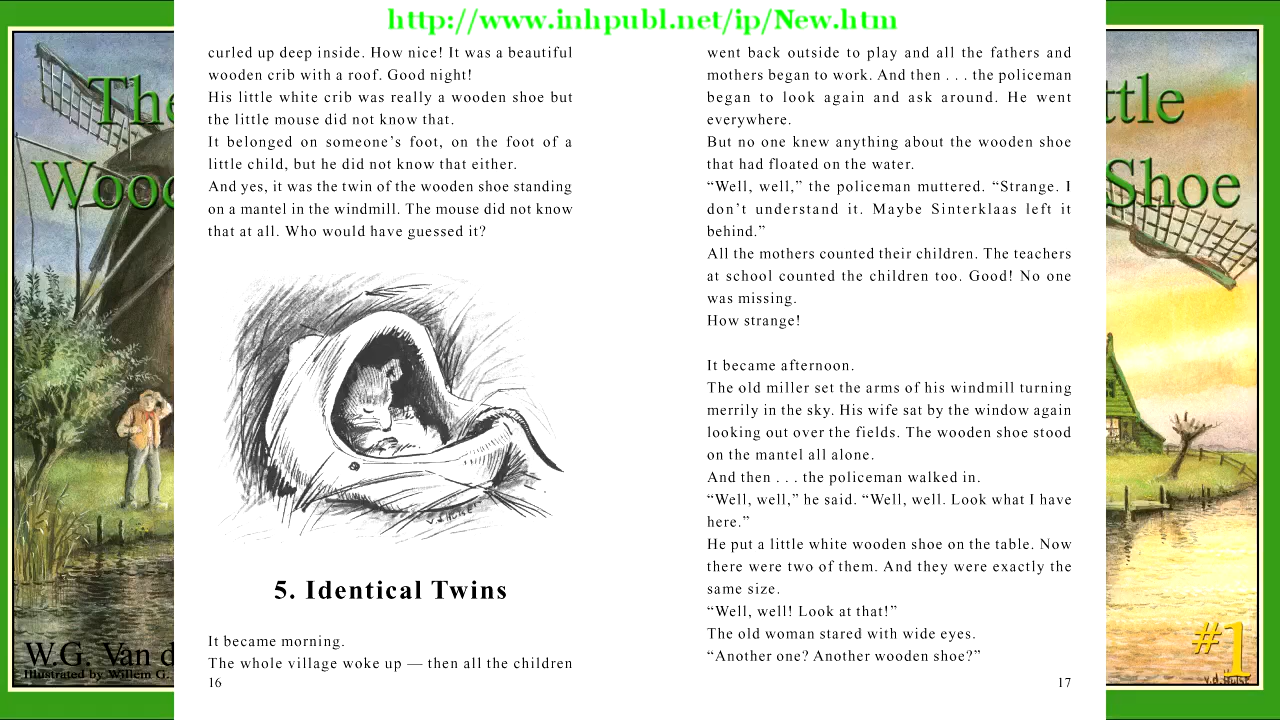 http://www.inhpubl.net/ip/New.htm
The
Wood
W.G. Van d
Illustrated by Willem G.
curled up deep inside. How nice! It was a beautiful
wooden crib with a roof. Good night!
His little white crib was really a wooden shoe but
the little mouse did not know that.
It belonged on someone’s foot, on the foot of a
little child, but he did not know that either.
And yes, it was the twin of the wooden shoe standing
on a mantel in the windmill. The mouse did not know
that at all. Who would have guessed it?
5. Identical Twins
It became morning.
The whole village woke up — then all the children
16
went back outside to play and all the fathers and
mothers began to work. And then . . . the policeman
began to look again and ask around. He went
everywhere.
But no one knew anything about the wooden shoe
that had floated on the water.
“Well, well,” the policeman muttered. “Strange. I
don’t understand it. Maybe Sinterklaas left it
behind.”
All the mothers counted their children. The teachers
at school counted the children too. Good! No one
was missing.
How strange!
It became afternoon.
The old miller set the arms of his windmill turning
merrily in the sky. His wife sat by the window again
looking out over the fields. The wooden shoe stood
on the mantel all alone.
And then . . . the policeman walked in.
“Well, well,” he said. “Well, well. Look what I have
here.”
He put a little white wooden shoe on the table. Now
there were two of them. And they were exactly the
same size.
“Well, well! Look at that!”
The old woman stared with wide eyes.
“Another one? Another wooden shoe?”
17
ttle
Shoe
#1